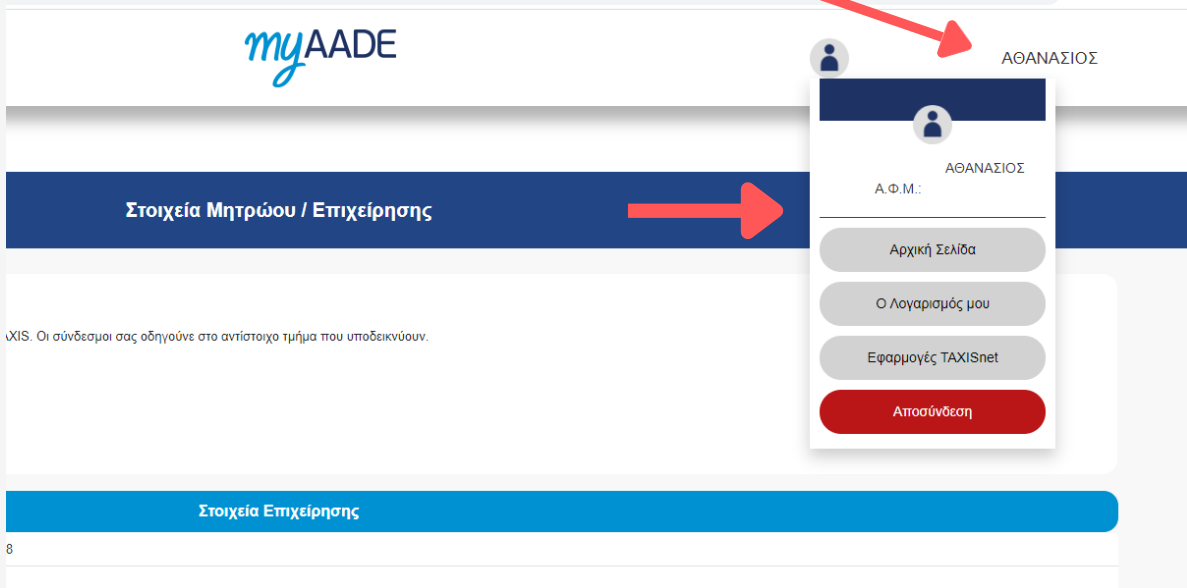 myAADE
ΑΘΑΝΑΣΙΟΣ
ΑΘΑΝΑΣΙΟΣ
Α.Φ.Μ.:
Στοιχεία Μητρώου / Επιχείρησης
Αρχική Σελίδα
Ο Λογαρισμός μου
Εφαρμογές TAXISnet
Αποσύνδεση
XIS. Οι σύνδεσμοι σας οδηγούνε στο αντίστοιχο τμήμα που υποδεικνύουν.
Στοιχεία Επιχείρησης
8